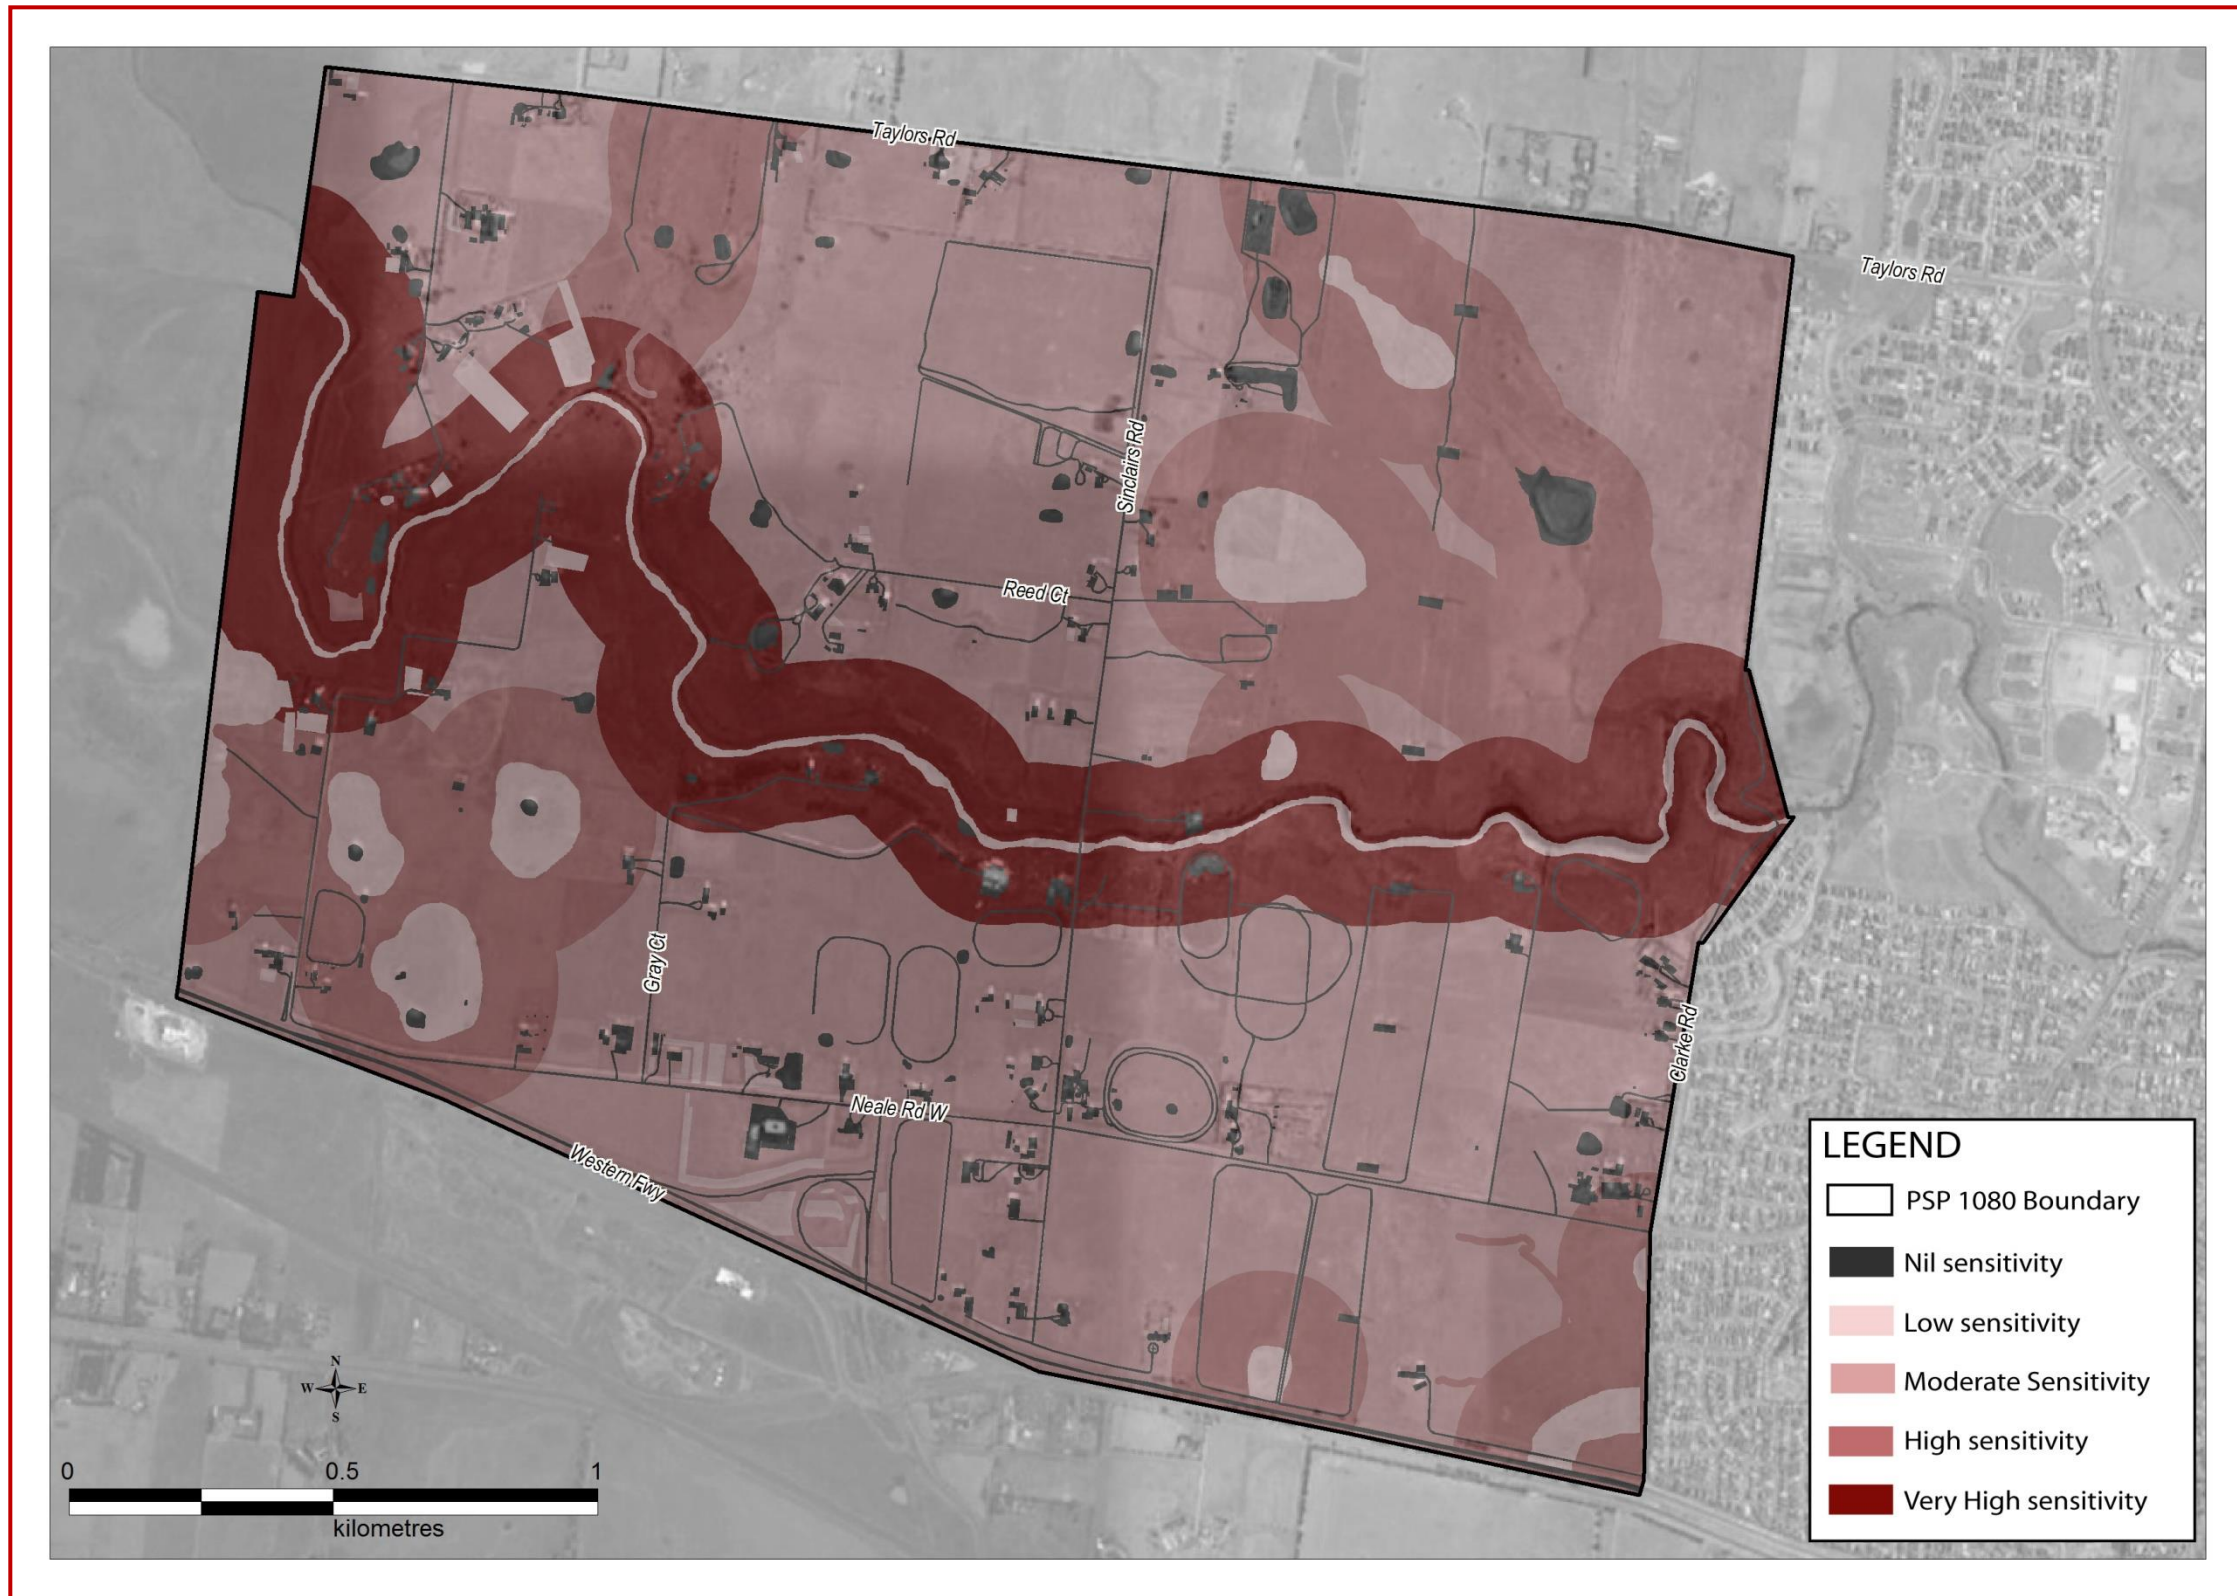 Taylors Rd
Taylors Rd
Sinclairs Rd
Reed Ct
Gray Ct
Clarke Rd
Neale Rd W
Western Fwy
N
W E
S
0 0.5 1
kilometres
LEGEND
PSP 1080 Boundary
Nil sensitivity
Low sensitivity
Moderate Sensitivity
High sensitivity
Very High sensitivity